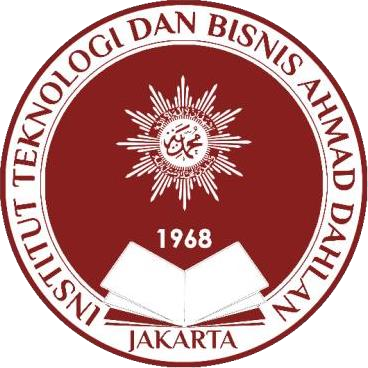 INSTITUT TEKNOLOGI DAN BISNIS AHMAD DAHLAN
1968
JAKARTA